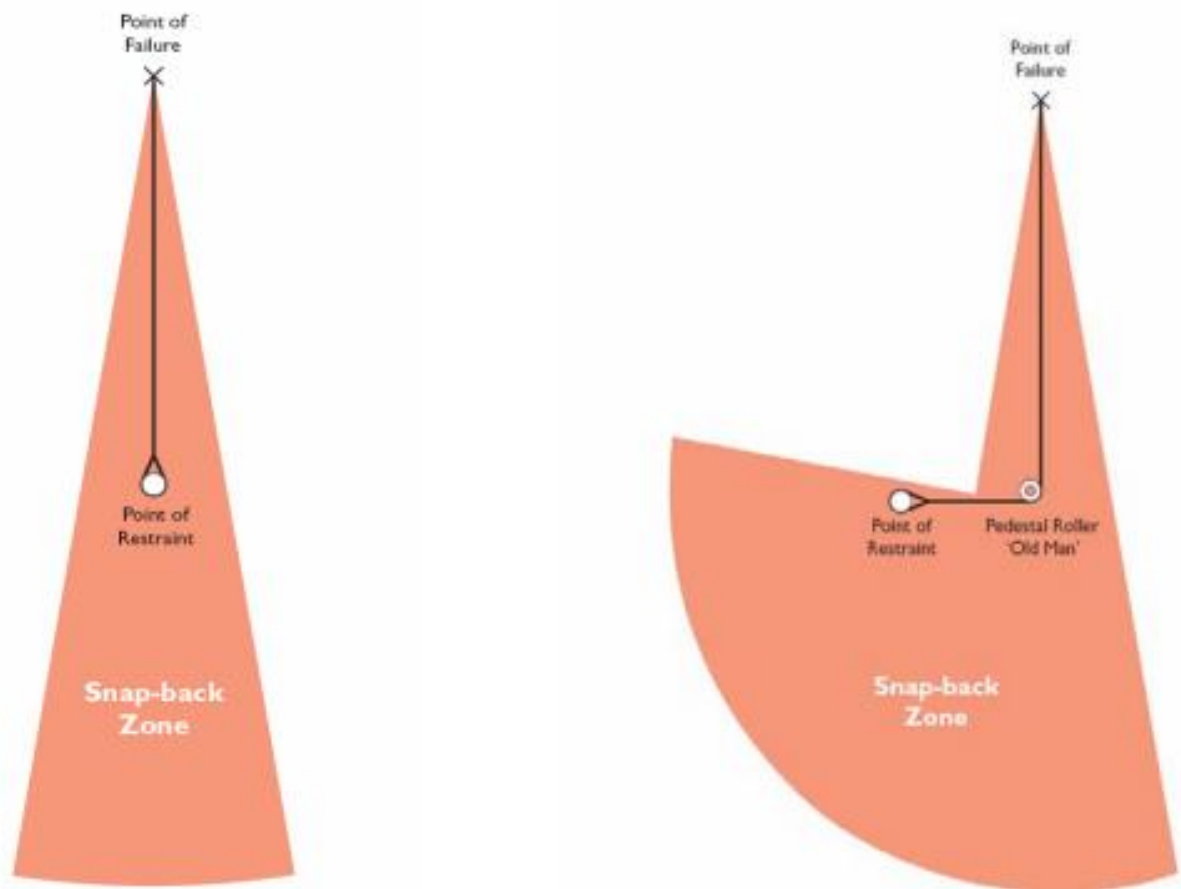 Point of
Failure
Point of
Restraint
Snap-back
Zone
Point of
Failure
Point of
Restraint
Pedestal Roller
'Old Man'
Snap-back
Zone